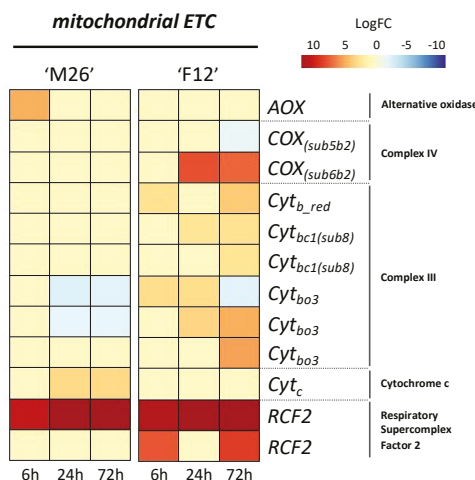 mitochondrial ETC
LogFC
10 5 0 -5 -10
'M26' 'F12'
AOX Alternative oxidase
COX(sub5b2)
COX(sub6b2)
Complex IV
Cytb_red
Cytbc1(sub8)
Cytbc1(sub8)
Cytbo3
Complex III
Cytbo3
Cytbo3
Cytc Cytochrome c
RCF2 Respiratory
Supercomplex
RCF2 Factor 2
6h 24h 72h 6h 24h 72h